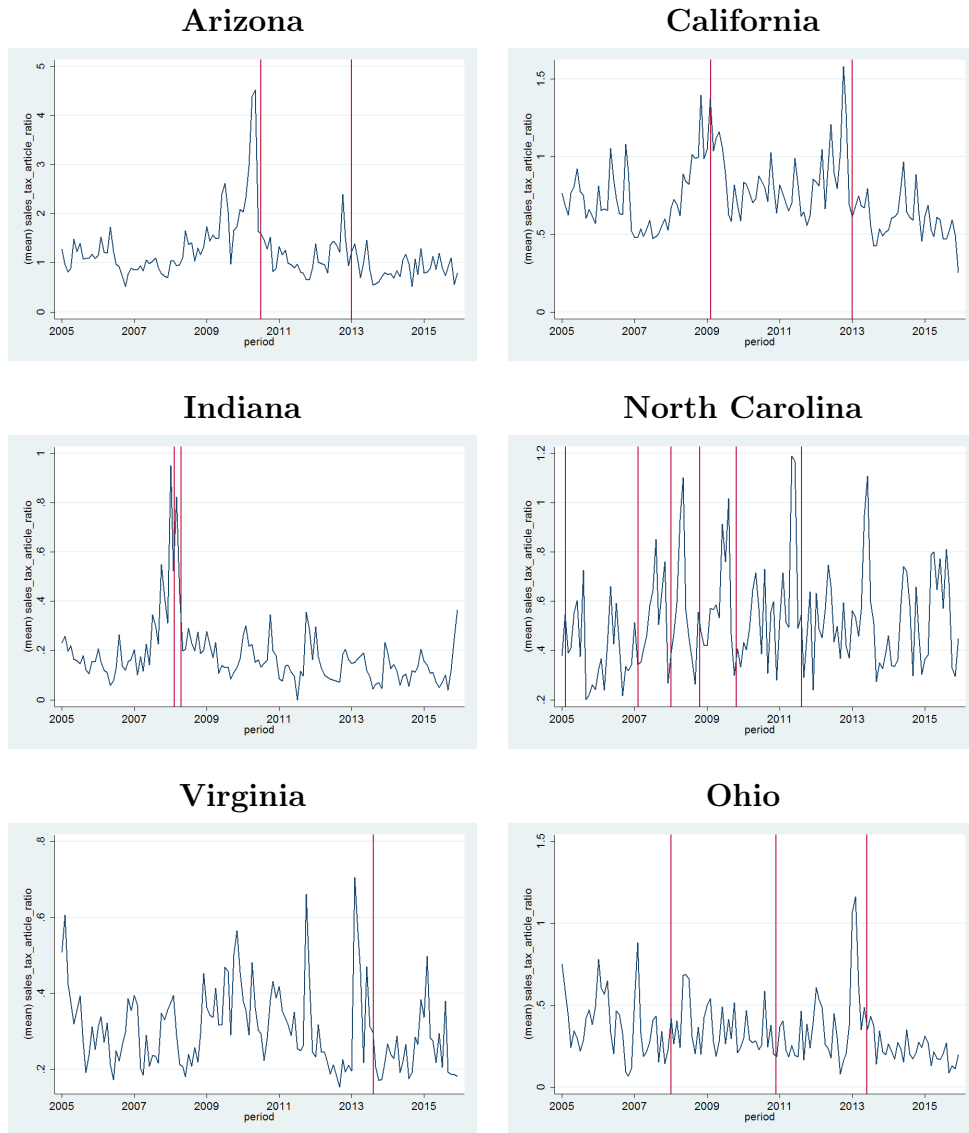 Arizona
(mean) sales_tax_article_ratio
5
4
3
2
1
0
2005 2007 2009 2011 2013 2015
period
California
(mean) sales_tax_article_ratio
1.5
1
.5
0
2005 2007 2009 2011 2013 2015
period
Indiana
(mean) sales_tax_article_ratio
1
.8
.6
.4
.2
0
2005 2007 2009 2011 2013 2015
period
North Carolina
(mean) sales_tax_article_ratio
1.2
1
.8
.6
.4
.2
2005 2007 2009 2011 2013 2015
period
Virginia
(mean) sales_tax_article_ratio
.8
.6
.4
.2
2005 2007 2009 2011 2013 2015
period
Ohio
(mean) sales_tax_article_ratio
1.5
1
.5
0
2005 2007 2009 2011 2013 2015
period